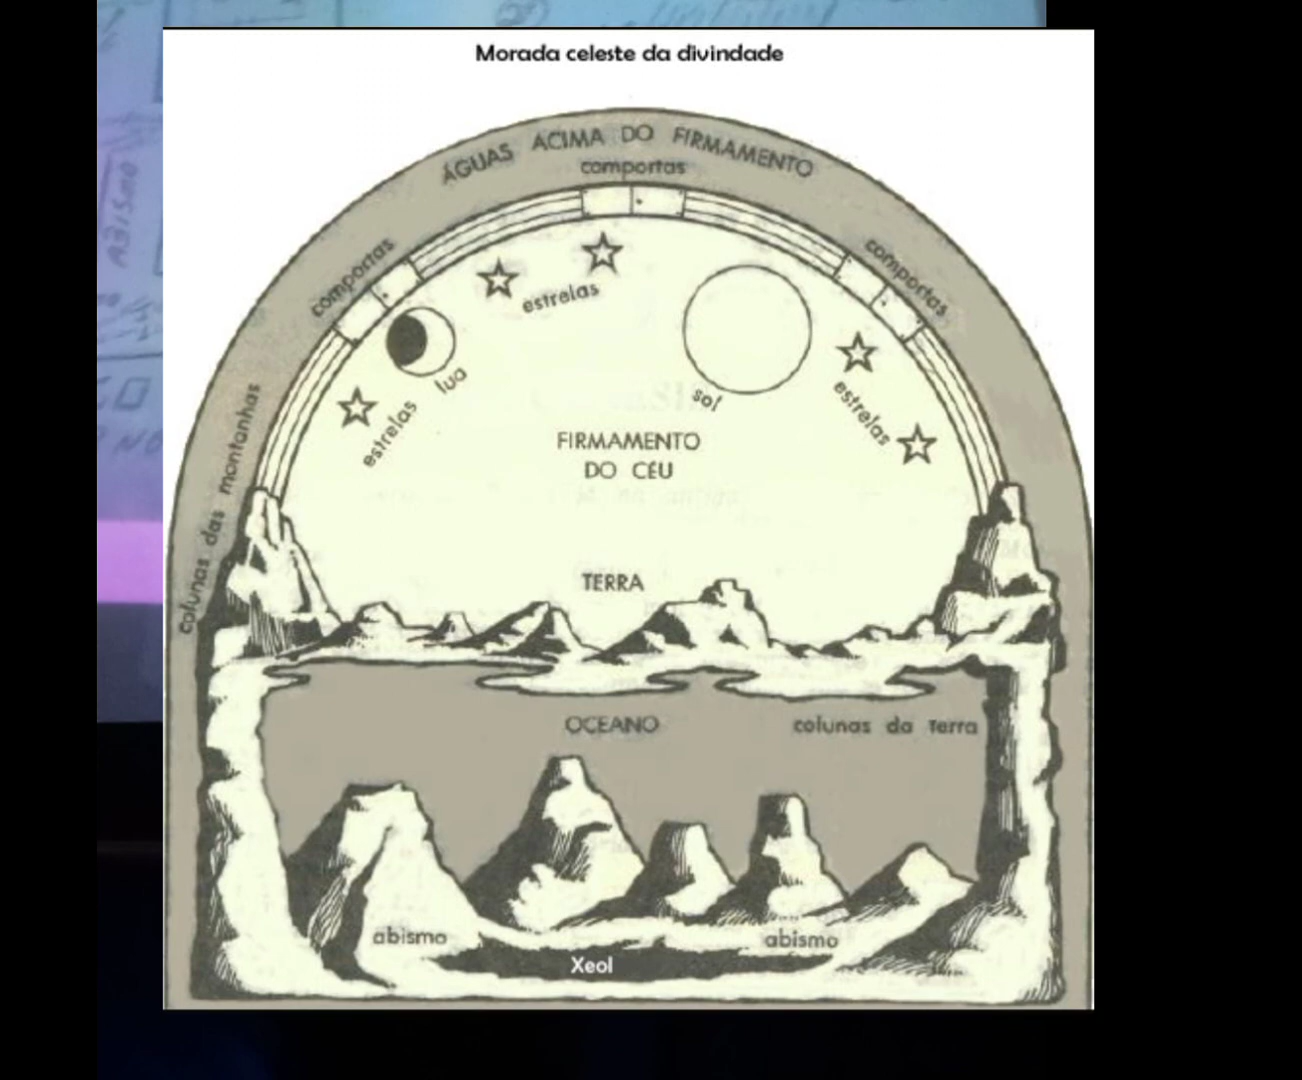 Morada celeste da divindade
ÁGUAS ACIMA DO FIRMAMENTO
comportas
comportas
comportas
estrelas
lua
estrelas
sol
estrelas
colunas das montanhas
FIRMAMENTO
DO CÉU
TERRA
OCEANO
colunas da terra
abismo
abismo
Xeol
ABISMO